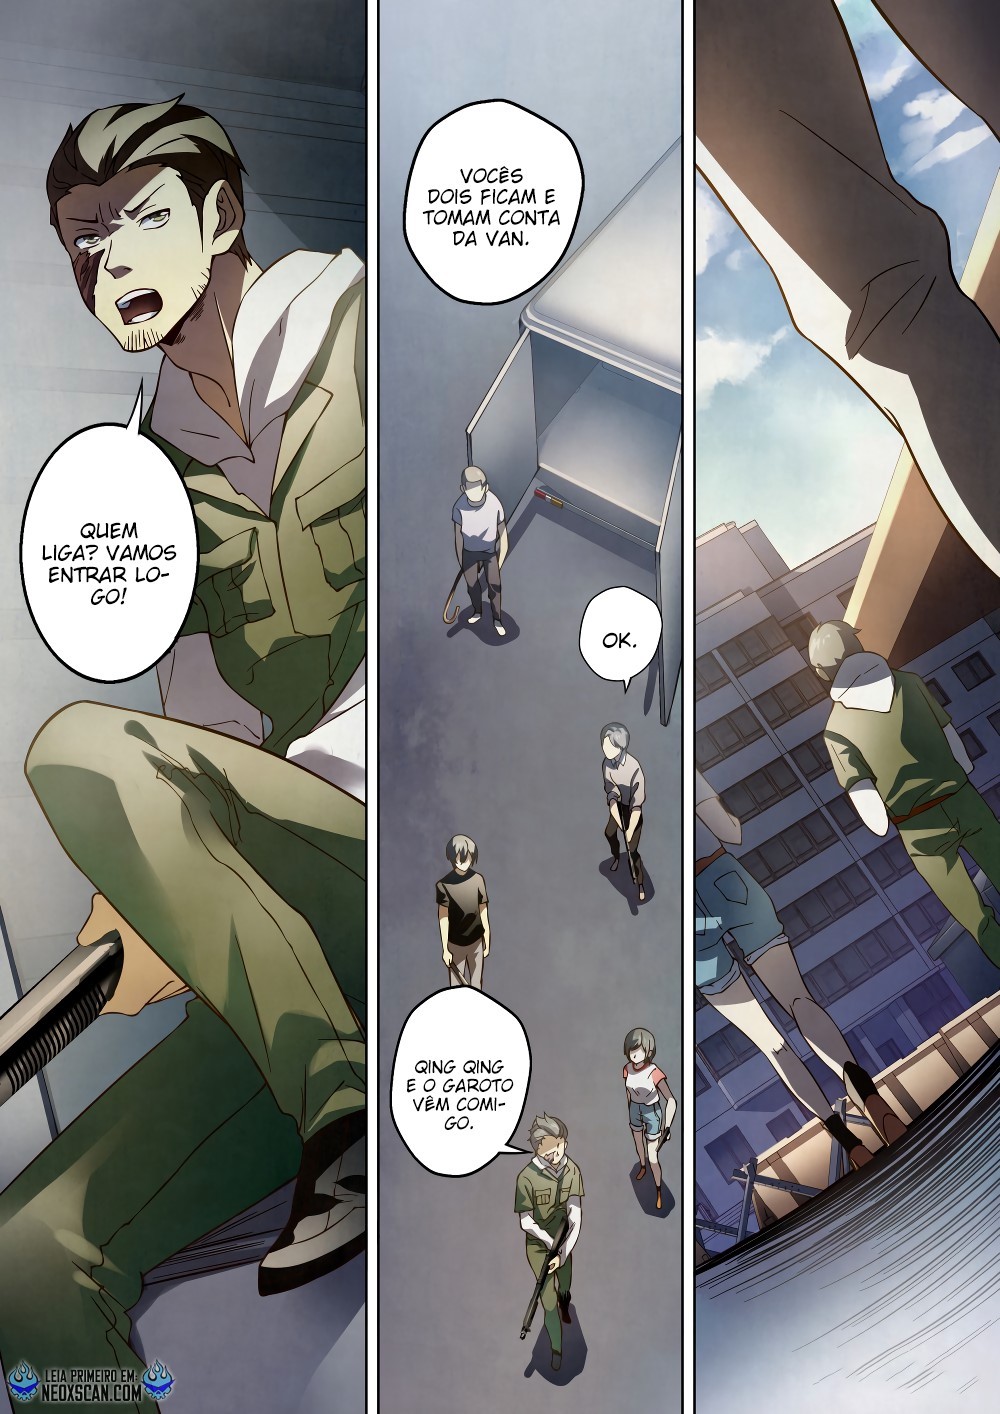 QUEM
LIGA? VAMOS
ENTRAR LO-
GO!
VOCÊS
DOIS FICAM E
TOMAM CONTA
DA VAN.
OK.
QING QING
E O GAROTO
VÊM COMI-
GO.
LEIA PRIMEIRO EM:
NEOXSCAN.COM